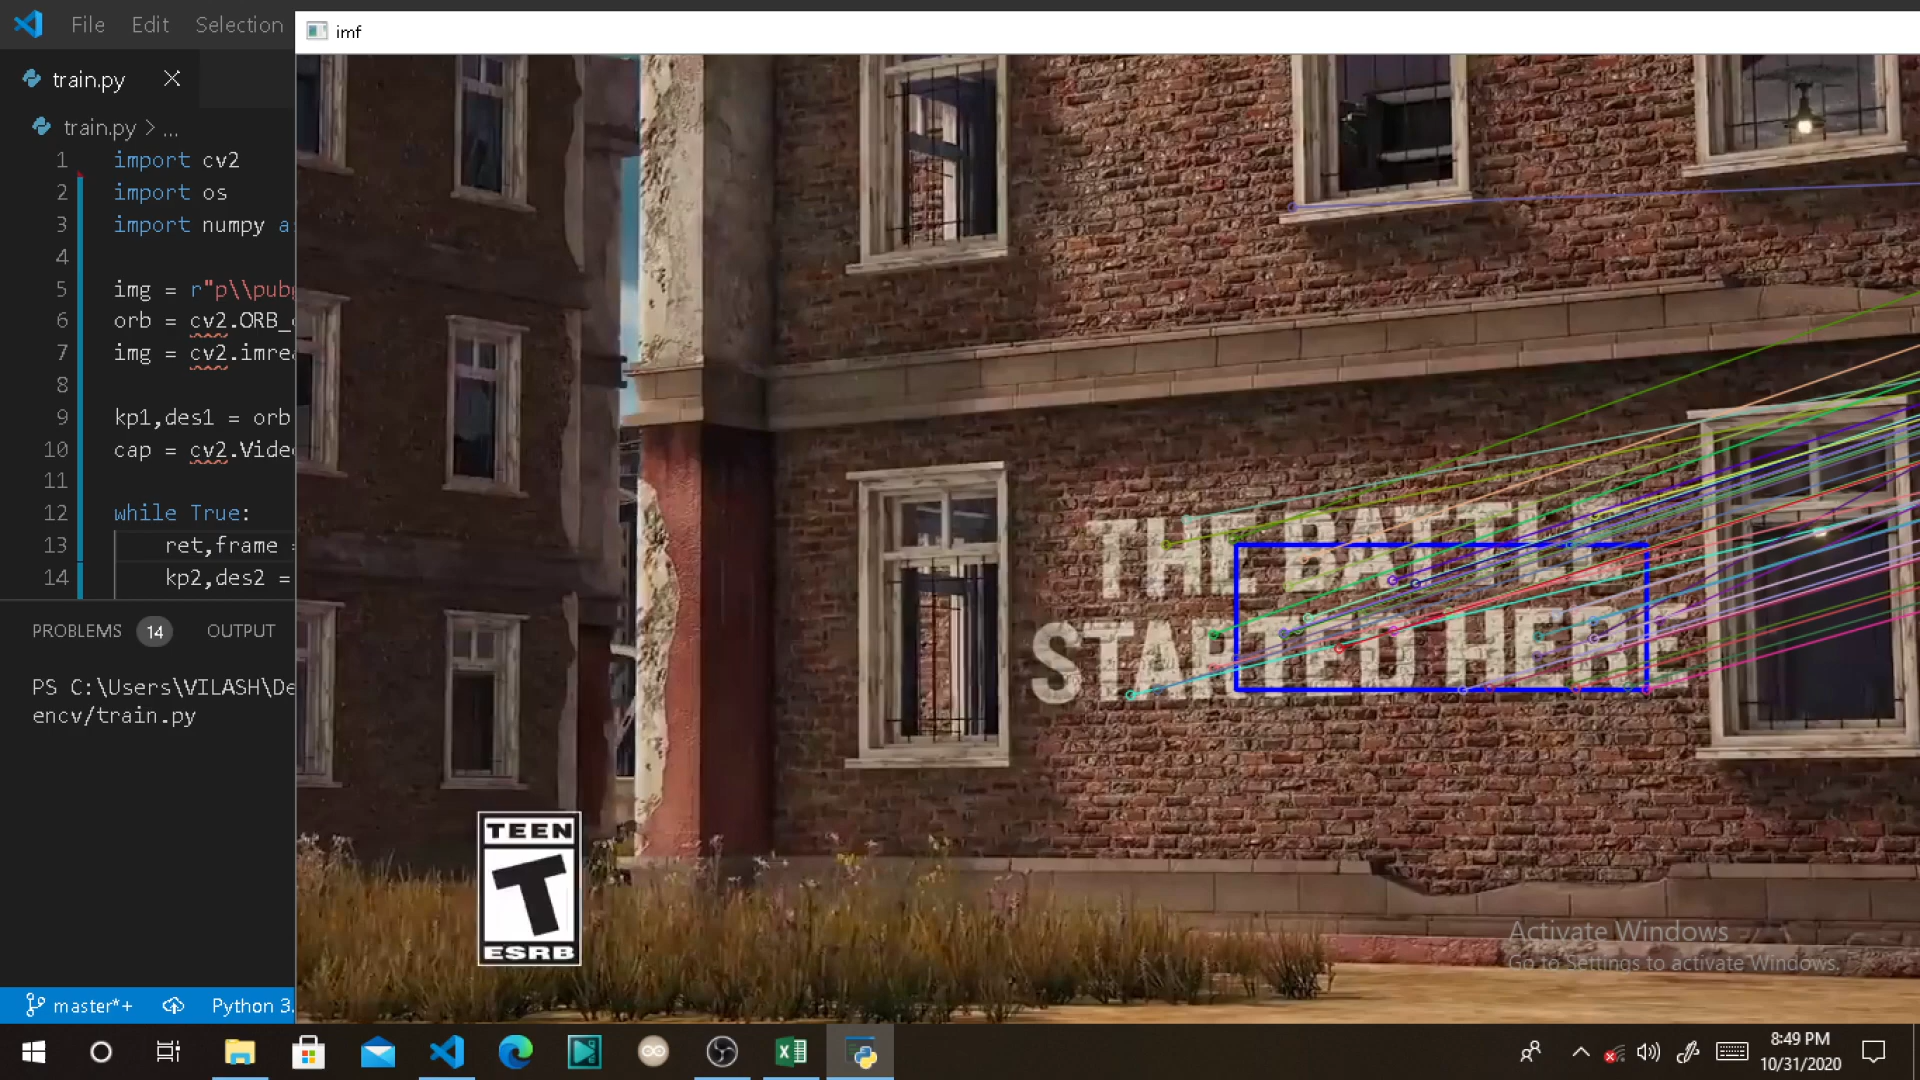 File Edit Selection
imf
train.py
train.py > ...
1 import cv2
2 import os
3 import numpy as
4
5 img = r"p\\pubg
6 orb = cv2.ORB_
7 img = cv2.imrea
8
9 kp1,des1 = orb
10 cap = cv2.Vide
11
12 while True:
13 ret,frame =
14 kp2,des2 =
PROBLEMS 14 OUTPUT
PS C:\Users\VILASH\De
encv/train.py
THE BATTLE
STARTED HERE
TEEN
T
ESRB
Activate Windows
Go to Settings to activate Windows.
master*+ Python 3.
8:49 PM
10/31/2020